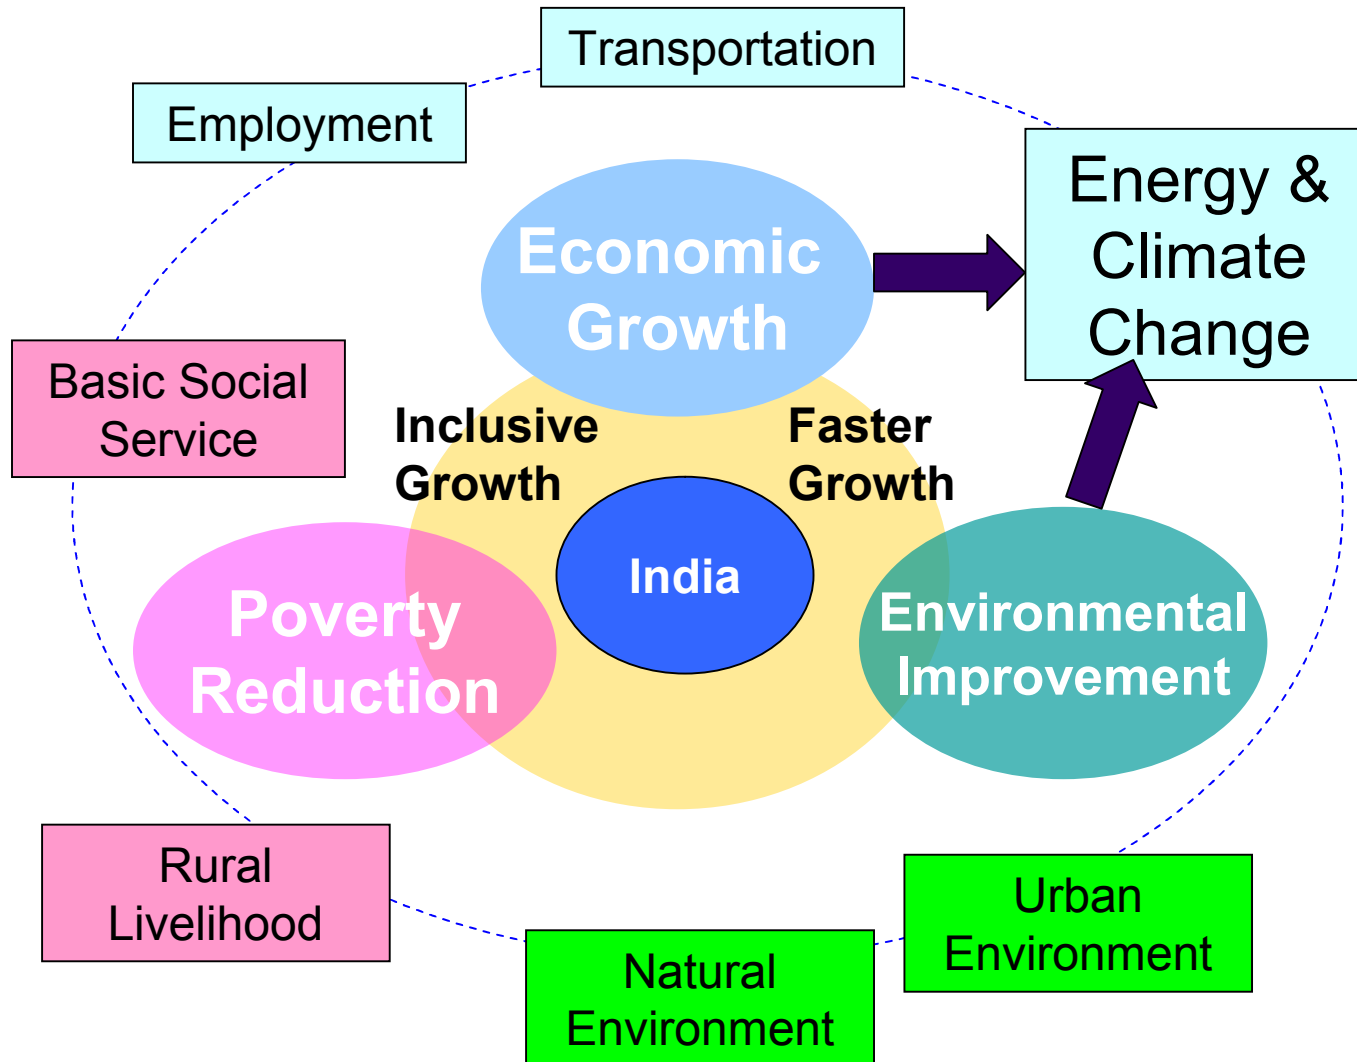 Transportation
Employment
Energy &
Climate
Change
Economic
Growth
Basic Social
Service
Inclusive
Growth
Faster
Growth
India
Poverty
Reduction
Environmental
Improvement
Rural
Livelihood
Urban
Environment
Natural
Environment